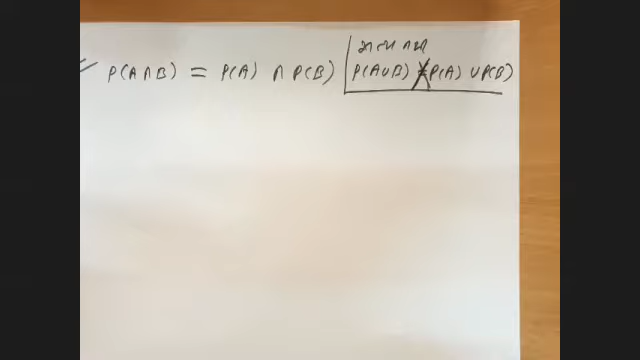 P(A∩B) = P(A) ∩ P(B)
P(A∪B) ≠ P(A) ∪ P(B)